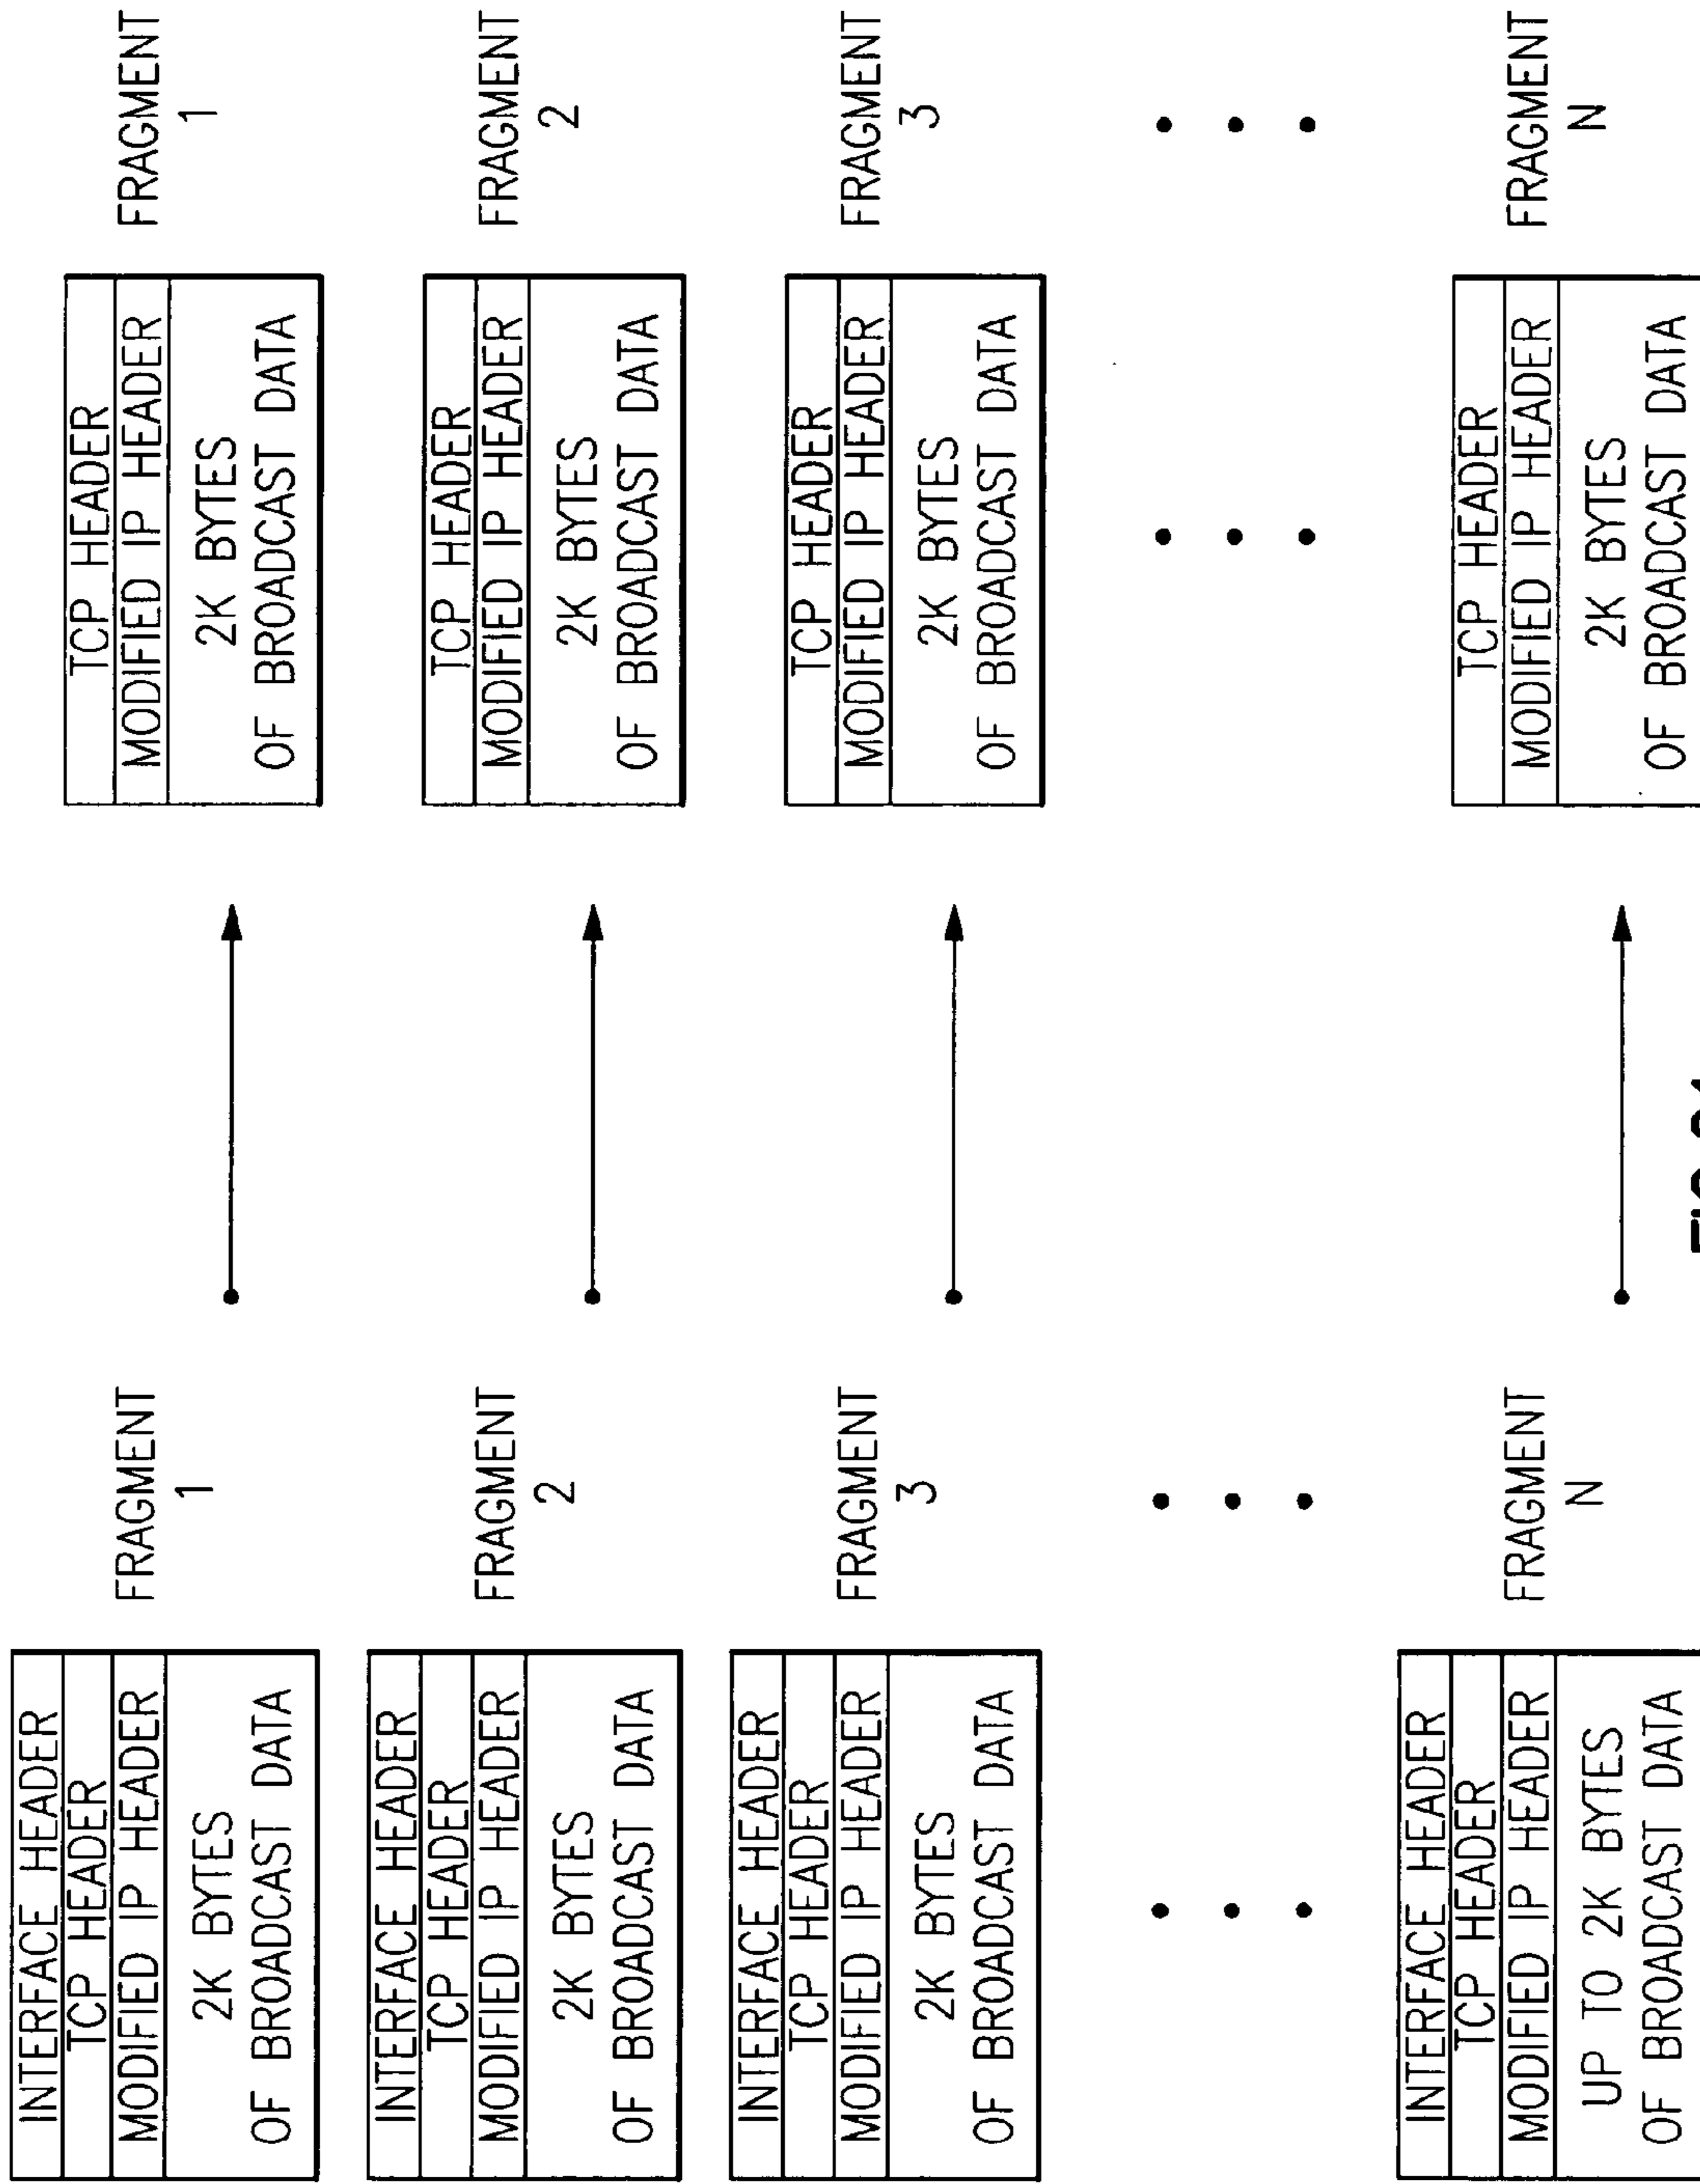 INTERFACE HEADER
TCP HEADER
MODIFIED IP HEADER
2K BYTES
OF BROADCAST DATA
FRAGMENT
1
TCP HEADER
MODIFIED IP HEADER
2K BYTES
OF BROADCAST DATA
FRAGMENT
1
INTERFACE HEADER
TCP HEADER
MODIFIED IP HEADER
2K BYTES
OF BROADCAST DATA
FRAGMENT
2
TCP HEADER
MODIFIED IP HEADER
2K BYTES
OF BROADCAST DATA
FRAGMENT
2
INTERFACE HEADER
TCP HEADER
MODIFIED IP HEADER
2K BYTES
OF BROADCAST DATA
FRAGMENT
3
TCP HEADER
MODIFIED IP HEADER
2K BYTES
OF BROADCAST DATA
FRAGMENT
3
INTERFACE HEADER
TCP HEADER
MODIFIED IP HEADER
UP TO 2K BYTES
OF BROADCAST DATA
FRAGMENT
N
TCP HEADER
MODIFIED IP HEADER
2K BYTES
OF BROADCAST DATA
FRAGMENT
N